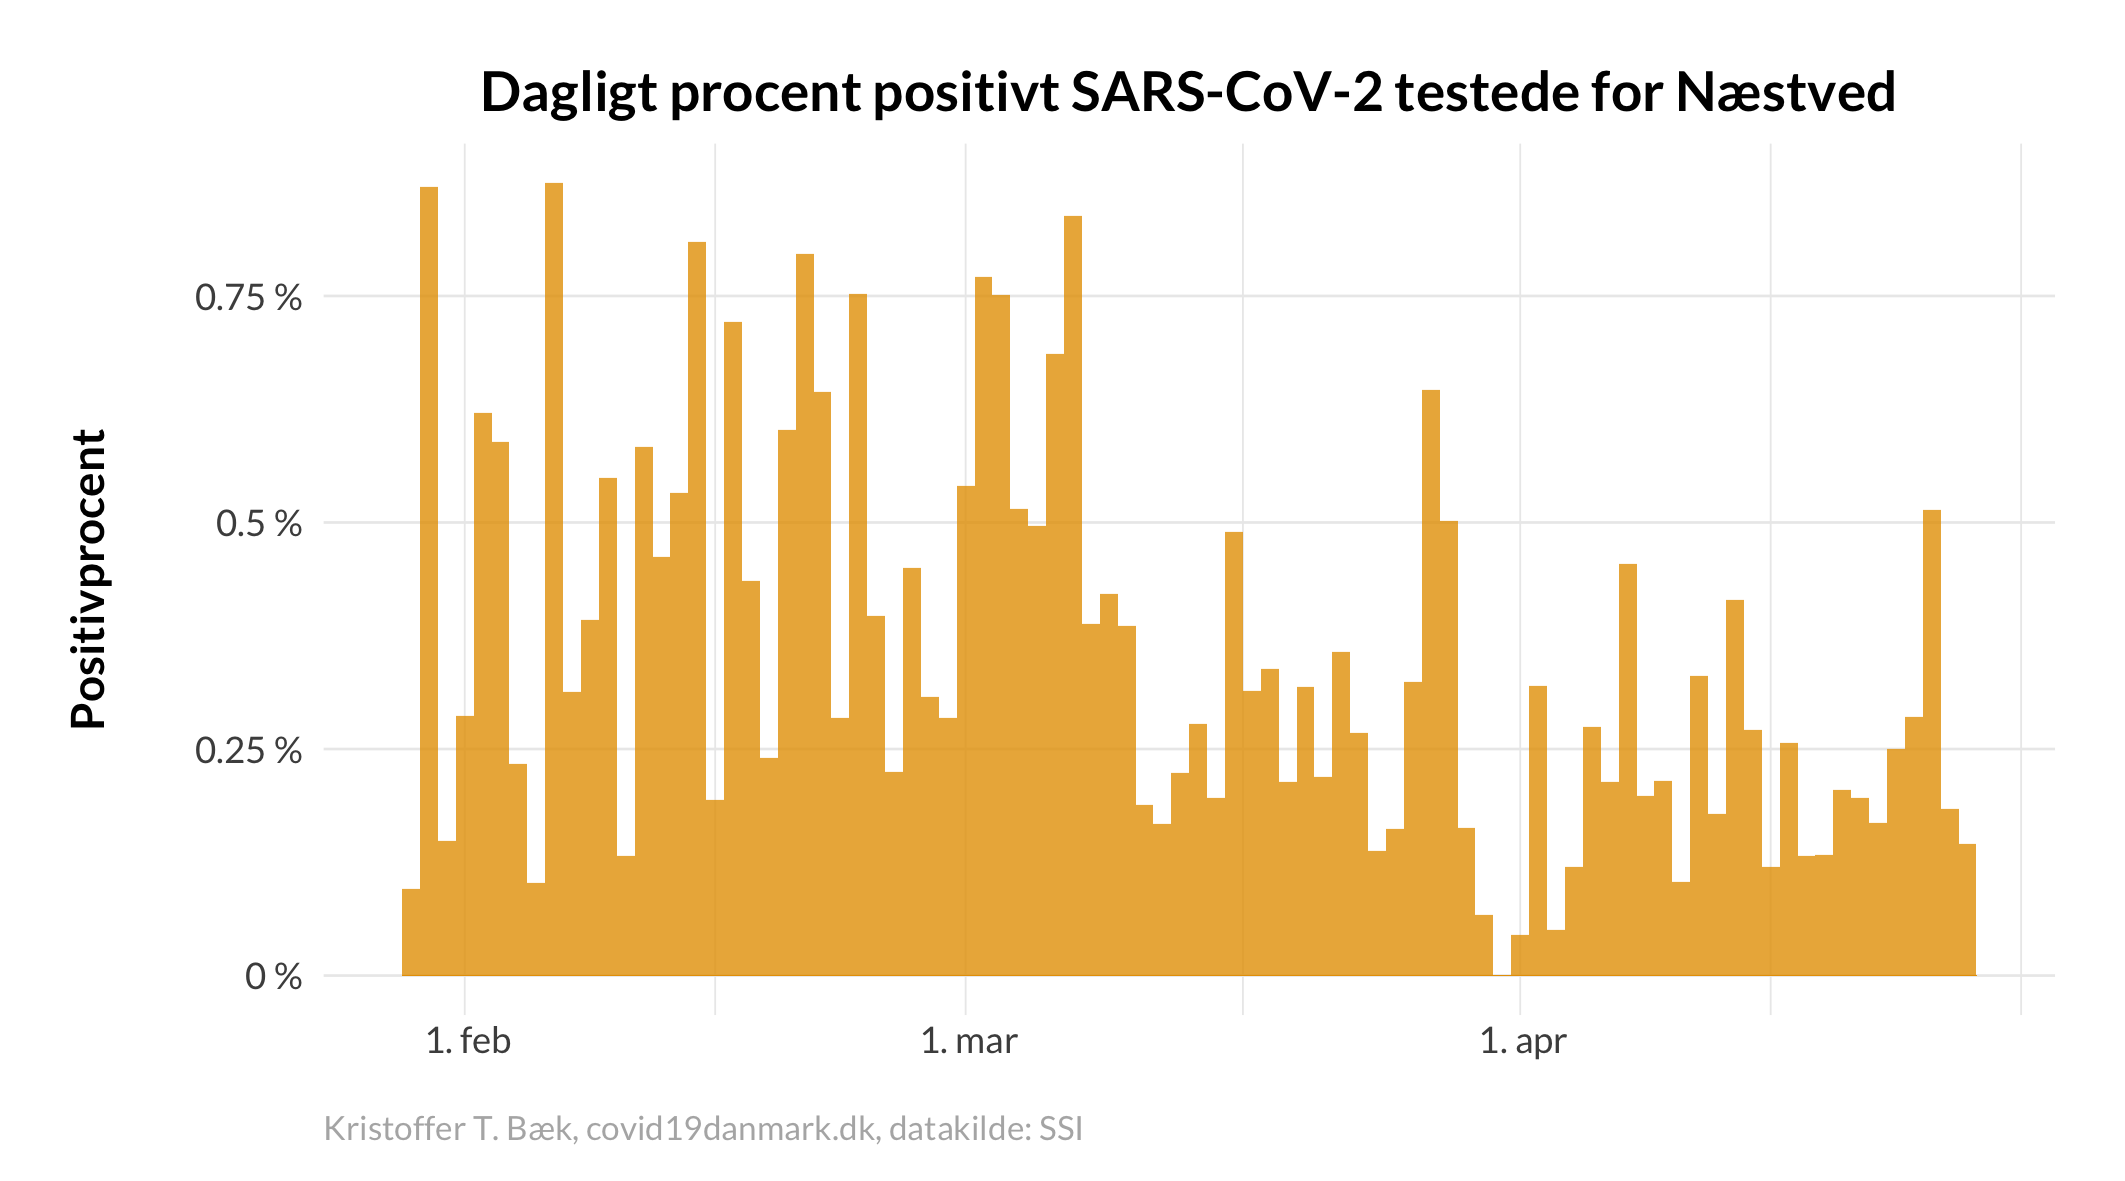 Dagligt procent positivt SARS-CoV-2 testede for Næstved
Positivprocent
0.75 %
0.5 %
0.25 %
0 %
1. feb
1. mar
1. apr
Kristoffer T. Bæk, covid19danmark.dk, datakilde: SSI